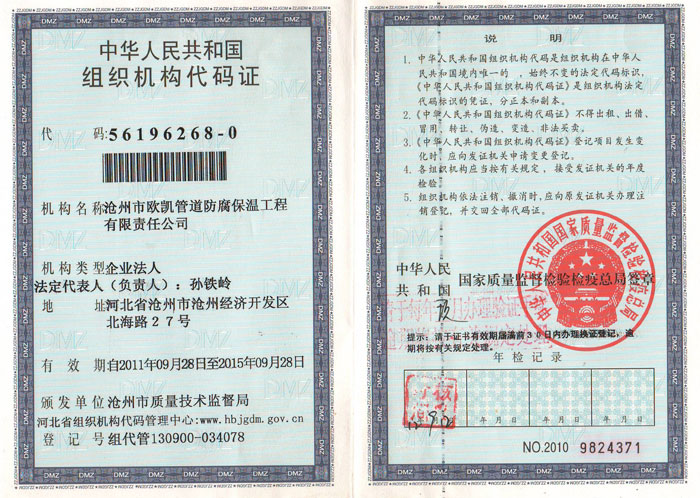 中华人民共和国
组织机构代码证
代 码:56196268-0
机构名称沧州市欧凯管道防腐保温工程
有限责任公司
机构类型企业法人
法定代表人（负责人）：孙铁岭
地 址河北省沧州市沧州经济开发区
北海路27号
有 效 期:自2011年09月28日至2015年09月28日
颁发单位沧州市质量技术监督局
河北省组织机构代码管理中心:www.hbjgdm.gov.cn
登 记 号组代管130900-034078
说 明
1. 中华人民共和国组织机构代码是组织机构在中华人
民共和国境内唯一的，始终不变的法定代码标识，
《中华人民共和国组织机构代码证》是组织机构法定
代码标识的凭证，分正本和副本。
2. 《中华人民共和国组织机构代码证》不得出租、出借、
冒用、转让、伪造、变造、非法买卖。
3. 《中华人民共和国组织机构代码证》登记项目发生变
化时，应向发证机关申请变更登记。
4. 各组织机构应当按有关规定，接受发证机关的年度
检验
5. 组织机构依法注销、撤消时，应向原发证机关办理注
销登记，并交回全部代码证。
中华人民
共和国
国家质量监督检验检疫总局签章
提示：请于证书有效期届满前30日内办理换证登记，逾
期将按有关规定处理。
年检记录
年 月 日
年 月 日
年 月 日
NO.2010 9824371
DMZ